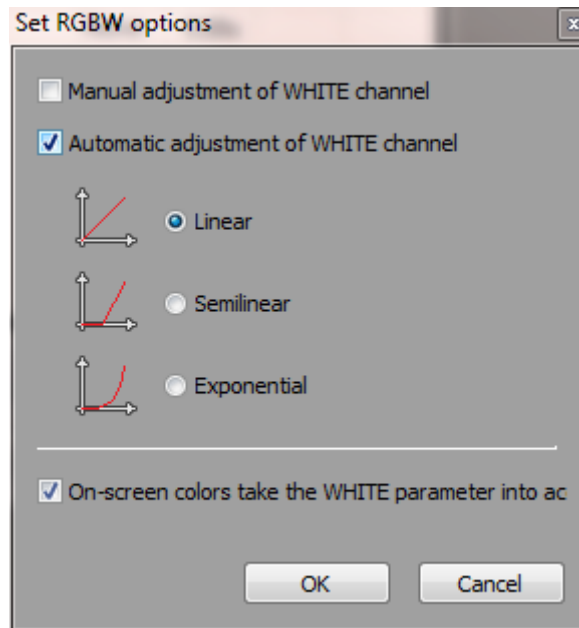 Set RGBW options
Manual adjustment of WHITE channel
Automatic adjustment of WHITE channel
Linear
Semilinear
Exponential
On-screen colors take the WHITE parameter into ac
OK Cancel